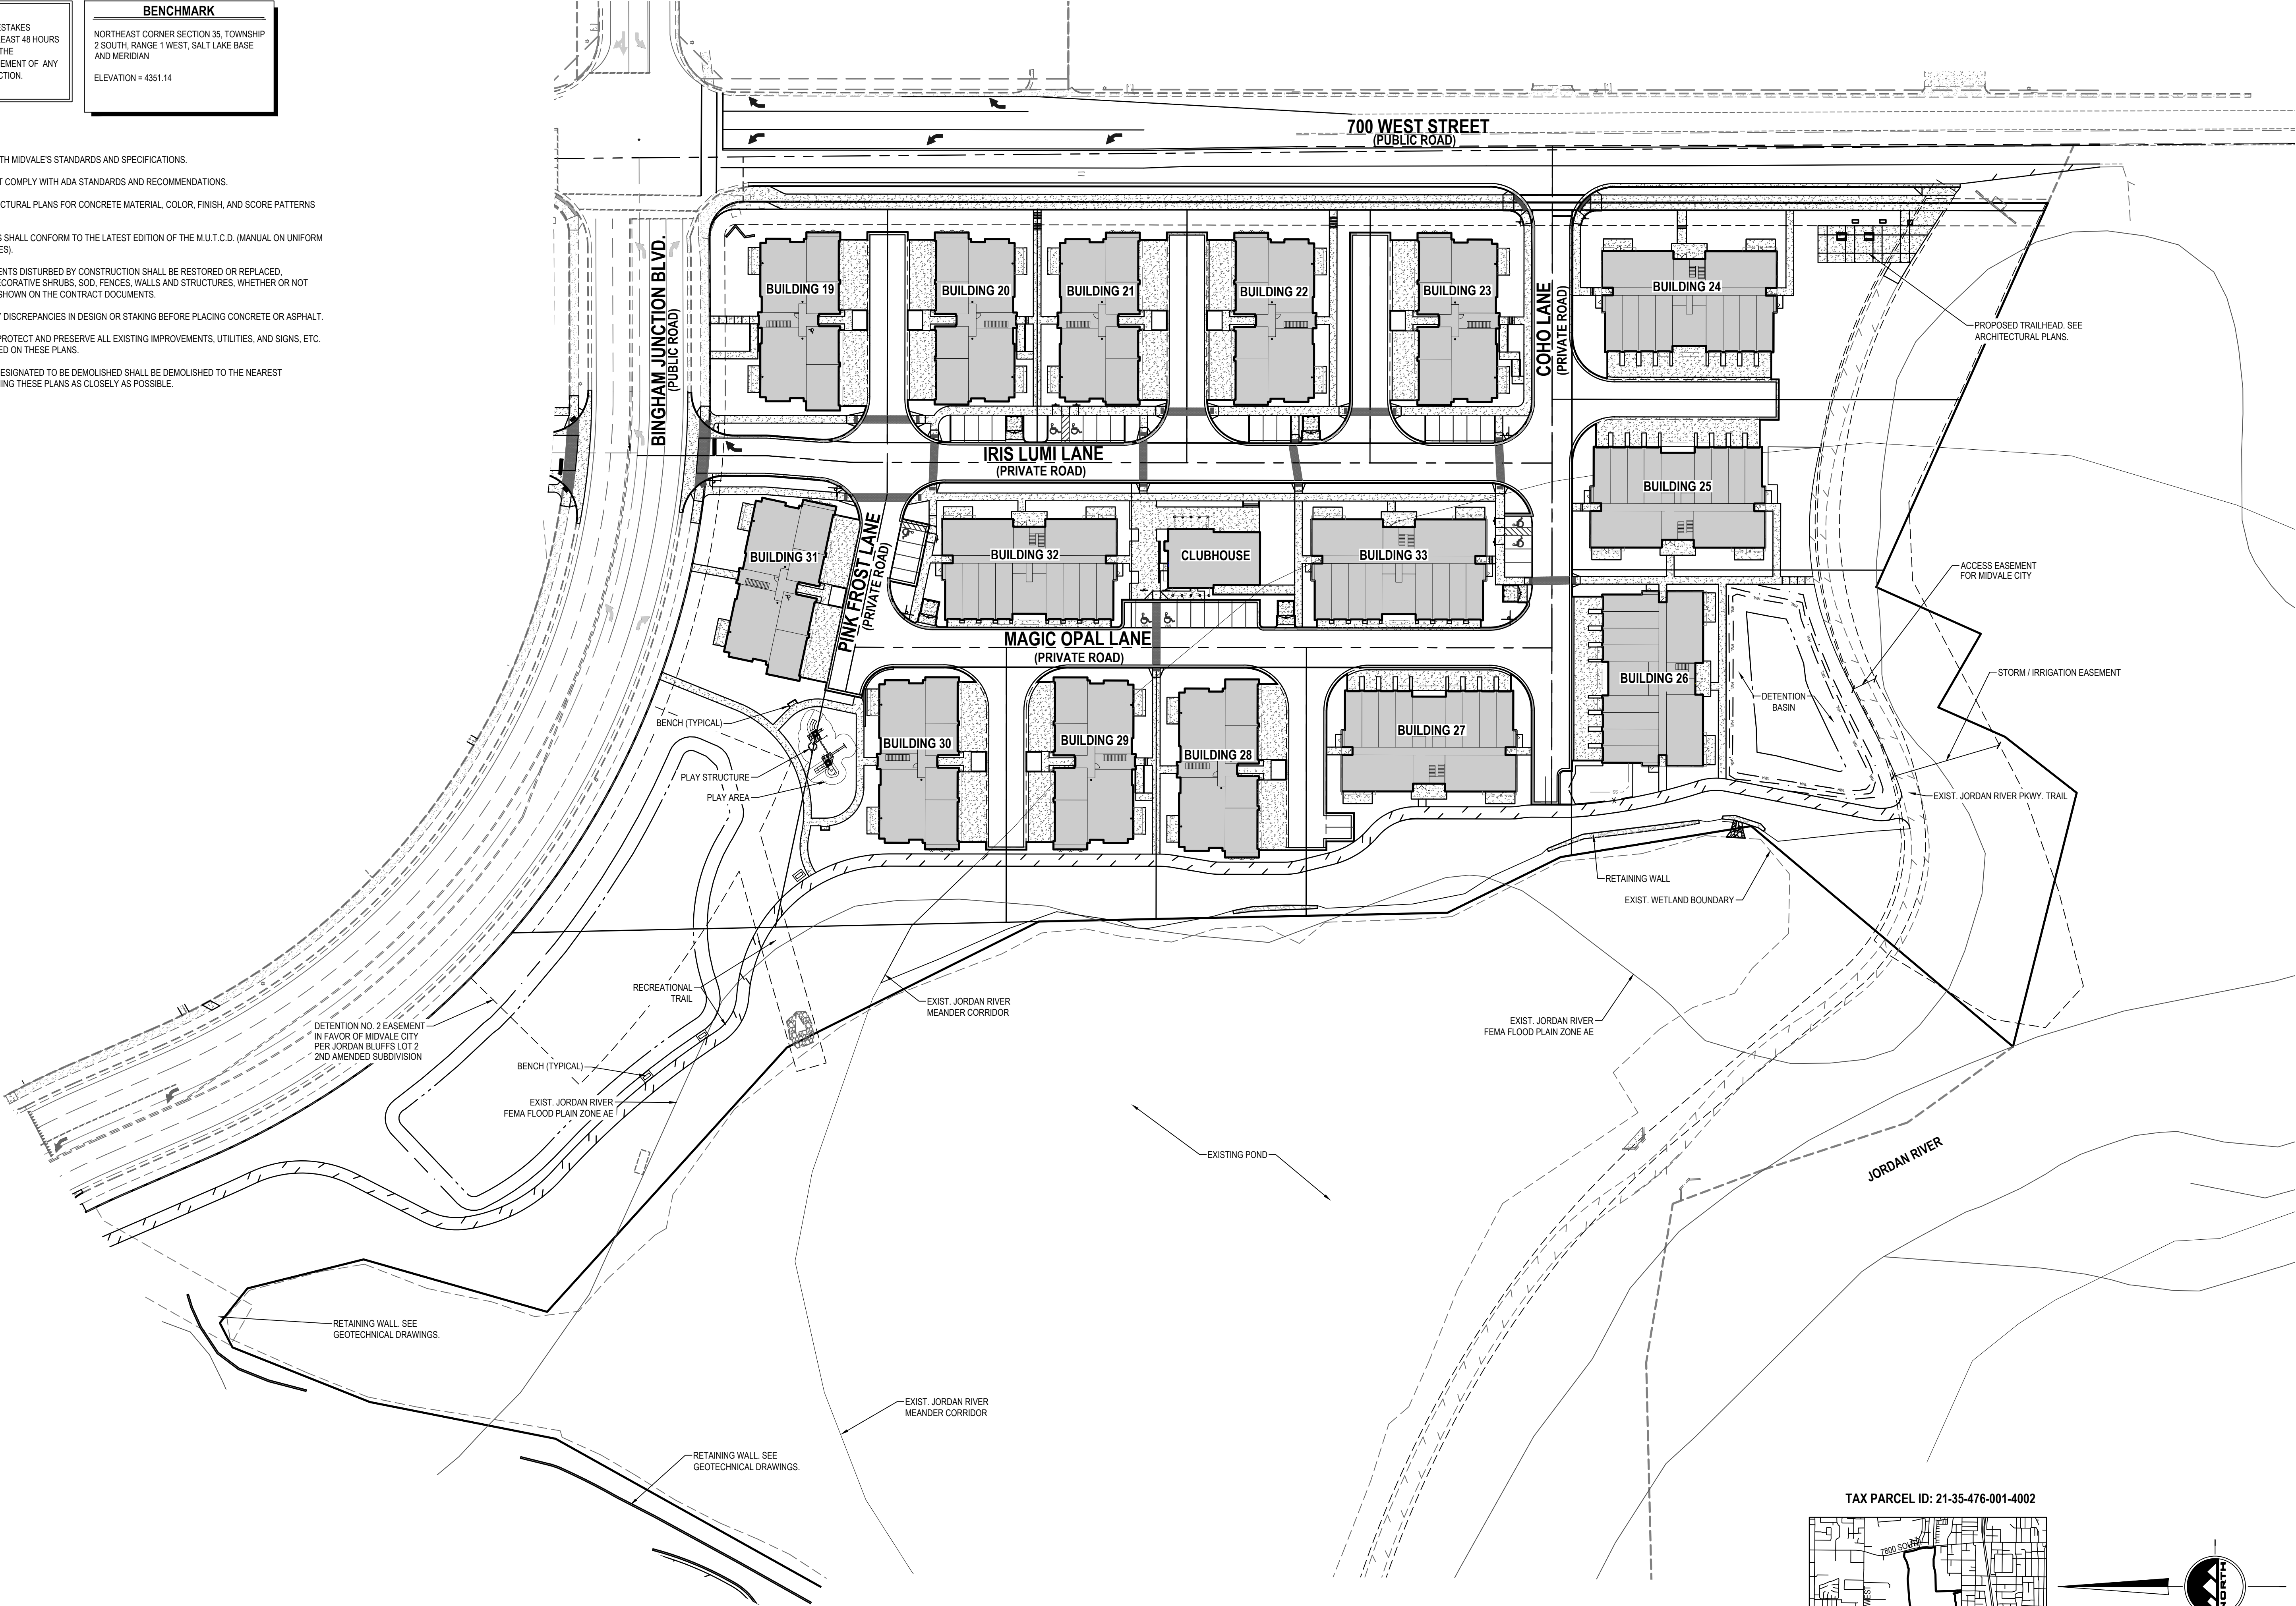 STAKES
EAST 48 HOURS
THE
EMENT OF ANY
CTION.
BENCHMARK
NORTHEAST CORNER SECTION 35, TOWNSHIP
2 SOUTH, RANGE 1 WEST, SALT LAKE BASE
AND MERIDIAN
ELEVATION = 4351.14
TH MIDVALE'S STANDARDS AND SPECIFICATIONS.
T COMPLY WITH ADA STANDARDS AND RECOMMENDATIONS.
CTURAL PLANS FOR CONCRETE MATERIAL, COLOR, FINISH, AND SCORE PATTERNS
S SHALL CONFORM TO THE LATEST EDITION OF THE M.U.T.C.D. (MANUAL ON UNIFORM
ES).
ENTS DISTURBED BY CONSTRUCTION SHALL BE RESTORED OR REPLACED,
ECORATIVE SHRUBS, SOD, FENCES, WALLS AND STRUCTURES, WHETHER OR NOT
SHOWN ON THE CONTRACT DOCUMENTS.
Y DISCREPANCIES IN DESIGN OR STAKING BEFORE PLACING CONCRETE OR ASPHALT.
PROTECT AND PRESERVE ALL EXISTING IMPROVEMENTS, UTILITIES, AND SIGNS, ETC.
ED ON THESE PLANS.
ESIGNATED TO BE DEMOLISHED SHALL BE DEMOLISHED TO THE NEAREST
ING THESE PLANS AS CLOSELY AS POSSIBLE.
700 WEST STREET
(PUBLIC ROAD)
BINGHAM JUNCTION BLVD.
(PUBLIC ROAD)
BUILDING 19
BUILDING 20
BUILDING 21
BUILDING 22
BUILDING 23
COHO LANE
(PRIVATE ROAD)
BUILDING 24
PROPOSED TRAILHEAD. SEE
ARCHITECTURAL PLANS.
IRIS LUMI LANE
(PRIVATE ROAD)
BUILDING 25
BUILDING 31
PINK FROST LANE
(PRIVATE ROAD)
BUILDING 32
CLUBHOUSE
BUILDING 33
ACCESS EASEMENT
FOR MIDVALE CITY
MAGIC OPAL LANE
(PRIVATE ROAD)
BUILDING 26
STORM / IRRIGATION EASEMENT
DETENTION
BASIN
BENCH (TYPICAL)
BUILDING 30
BUILDING 29
BUILDING 28
BUILDING 27
PLAY STRUCTURE
PLAY AREA
EXIST. JORDAN RIVER PKWY. TRAIL
RETAINING WALL
EXIST. WETLAND BOUNDARY
RECREATIONAL
TRAIL
EXIST. JORDAN RIVER
MEANDER CORRIDOR
EXIST. JORDAN RIVER
FEMA FLOOD PLAIN ZONE AE
DETENTION NO. 2 EASEMENT
IN FAVOR OF MIDVALE CITY
PER JORDAN BLUFFS LOT 2
2ND AMENDED SUBDIVISION
BENCH (TYPICAL)
EXIST. JORDAN RIVER
FEMA FLOOD PLAIN ZONE AE
EXISTING POND
JORDAN RIVER
RETAINING WALL. SEE
GEOTECHNICAL DRAWINGS.
EXIST. JORDAN RIVER
MEANDER CORRIDOR
RETAINING WALL. SEE
GEOTECHNICAL DRAWINGS.
TAX PARCEL ID: 21-35-476-001-4002
7800 SOUTH
WEST
NORTH